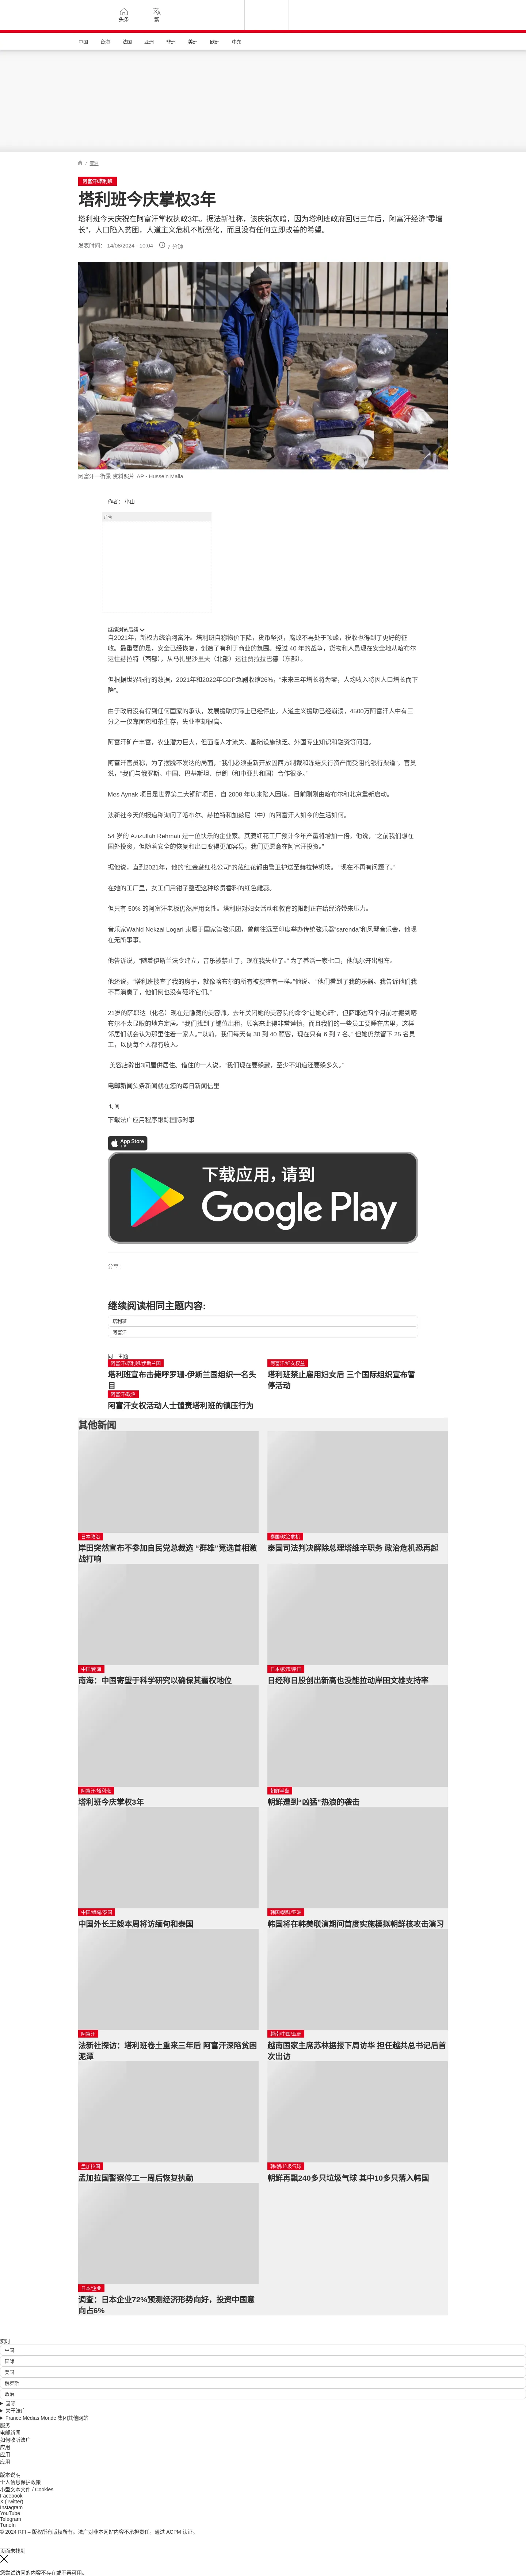 头条
繁
中国
台海
法国
亚洲
非洲
美洲
欧洲
中东
/ 亚洲
阿富汗/塔利班
塔利班今庆掌权3年
塔利班今天庆祝在阿富汗掌权执政3年。据法新社称，该庆祝灰暗，因为塔利班政府回归三年后，阿富汗经济“零增
长”，人口陷入贫困，人道主义危机不断恶化，而且没有任何立即改善的希望。
发表时间： 14/08/2024 - 10:04
7 分钟
阿富汗一街景 资料照片 AP - Hussein Malla
作者： 小山
广告
继续浏览后续
自2021年，新权力统治阿富汗。塔利班自称物价下降，货币坚挺，腐败不再处于顶峰，税收也得到了更好的征
收。最重要的是，安全已经恢复，创造了有利于商业的氛围。经过 40 年的战争，货物和人员现在安全地从喀布尔
运往赫拉特（西部），从马扎里沙里夫（北部）运往贾拉拉巴德（东部）。
但根据世界银行的数据，2021年和2022年GDP急剧收缩26%，“未来三年增长将为零，人均收入将因人口增长而下
降”。
由于政府没有得到任何国家的承认，发展援助实际上已经停止。人道主义援助已经崩溃，4500万阿富汗人中有三
分之一仅靠面包和茶生存，失业率却很高。
阿富汗矿产丰富，农业潜力巨大，但面临人才流失、基础设施缺乏、外国专业知识和融资等问题。
阿富汗官员称，为了摆脱不发达的局面，“我们必须重新开放因西方制裁和冻结央行资产而受阻的银行渠道”。官员
说，“我们与俄罗斯、中国、巴基斯坦、伊朗（和中亚共和国）合作很多。”
Mes Aynak 项目是世界第二大铜矿项目，自 2008 年以来陷入困境，目前刚刚由喀布尔和北京重新启动。
法新社今天的报道称询问了喀布尔、赫拉特和加兹尼（中）的阿富汗人如今的生活如何。
54 岁的 Azizullah Rehmati 是一位快乐的企业家。其藏红花工厂预计今年产量将增加一倍。他说，“之前我们想在
国外投资，但随着安全的恢复和出口变得更加容易，我们更愿意在阿富汗投资。”
据他说，直到2021年，他的“红金藏红花公司”的藏红花都由警卫护送至赫拉特机场。 “现在不再有问题了。”
在她的工厂里，女工们用钳子整理这种珍贵香料的红色雌蕊。
但只有 50% 的阿富汗老板仍然雇用女性。塔利班对妇女活动和教育的限制正在给经济带来压力。
音乐家Wahid Nekzai Logari 隶属于国家管弦乐团，曾前往远至印度举办传统弦乐器“sarenda”和风琴音乐会，他现
在无所事事。
他告诉说，“随着伊斯兰法令建立，音乐被禁止了，现在我失业了。” 为了养活一家七口，他偶尔开出租车。
他还说，“塔利班搜查了我的房子，就像喀布尔的所有被搜查者一样。”他说。 “他们看到了我的乐器。我告诉他们我
不再演奏了，他们倒也没有砸坏它们。”
21岁的萨耶达（化名）现在是隐藏的美容师。去年关闭她的美容院的命令“让她心碎”，但萨耶达四个月前才搬到喀
布尔不太显眼的地方定居。“我们找到了铺位出租，顾客来此得非常谨慎，而且我们的一些员工要睡在店里，这样
邻居们就会认为那里住着一家人。”“以前，我们每天有 30 到 40 顾客，现在只有 6 到 7 名。” 但她仍然留下 25 名员
工，以便每个人都有收入。
美容店辟出3间屋供居住。借住的一人说，“我们现在要躲藏，至少不知道还要躲多久。”
电邮新闻头条新闻就在您的每日新闻信里
订阅
下载法广应用程序跟踪国际时事
App Store
下载
下载应用，请到
Google Play
分享 :
继续阅读相同主题内容:
塔利班
阿富汗
同一主题
阿富汗/塔利班/伊斯兰国
塔利班宣布击毙呼罗珊-伊斯兰国组织一名头
目
阿富汗/妇女权益
塔利班禁止雇用妇女后 三个国际组织宣布暂
停活动
阿富汗/政治
阿富汗女权活动人士谴责塔利班的镇压行为
其他新闻
日本政治
岸田突然宣布不参加自民党总裁选 “群雄”竞选首相激
战打响
泰国/政治危机
泰国司法判决解除总理塔维辛职务 政治危机恐再起
中国/南海
南海：中国寄望于科学研究以确保其霸权地位
日本/股市/岸田
日经称日股创出新高也没能拉动岸田文雄支持率
阿富汗/塔利班
塔利班今庆掌权3年
朝鲜半岛
朝鲜遭到“凶猛”热浪的袭击
中国/缅甸/泰国
中国外长王毅本周将访缅甸和泰国
韩国/朝鲜/亚洲
韩国将在韩美联演期间首度实施模拟朝鲜核攻击演习
阿富汗
法新社探访：塔利班卷土重来三年后 阿富汗深陷贫困
泥潭
越南/中国/亚洲
越南国家主席苏林据报下周访华 担任越共总书记后首
次出访
孟加拉国
孟加拉国警察停工一周后恢复执勤
韩/朝/垃圾气球
朝鲜再飘240多只垃圾气球 其中10多只落入韩国
日本/企业
调查：日本企业72%预测经济形势向好，投资中国意
向占6%
实时
中国
国际
美国
俄罗斯
政治
国际
关于法广
France Médias Monde 集团其他网站
服务
电邮新闻
如何收听法广
应用
应用
应用
版本说明
个人信息保护政策
小型文本文件 / Cookies
Facebook
X (Twitter)
Instagram
YouTube
Telegram
TuneIn
© 2024 RFI – 版权所有版权所有。法广对非本网站内容不承担责任。通过 ACPM 认证。
页面未找到
您尝试访问的内容不存在或不再可用。